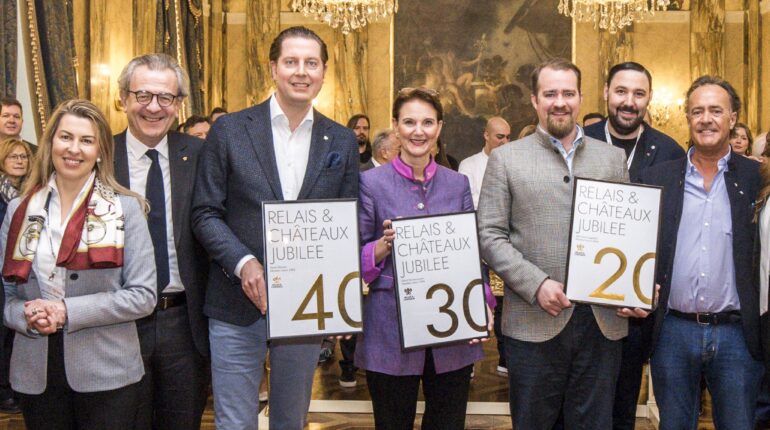 RELAIS &
CHÂTEAUX
JUBILEE
40
RELAIS &
CHÂTEAUX
JUBILEE
30
RELAIS &
CHÂTEAUX
JUBILEE
20